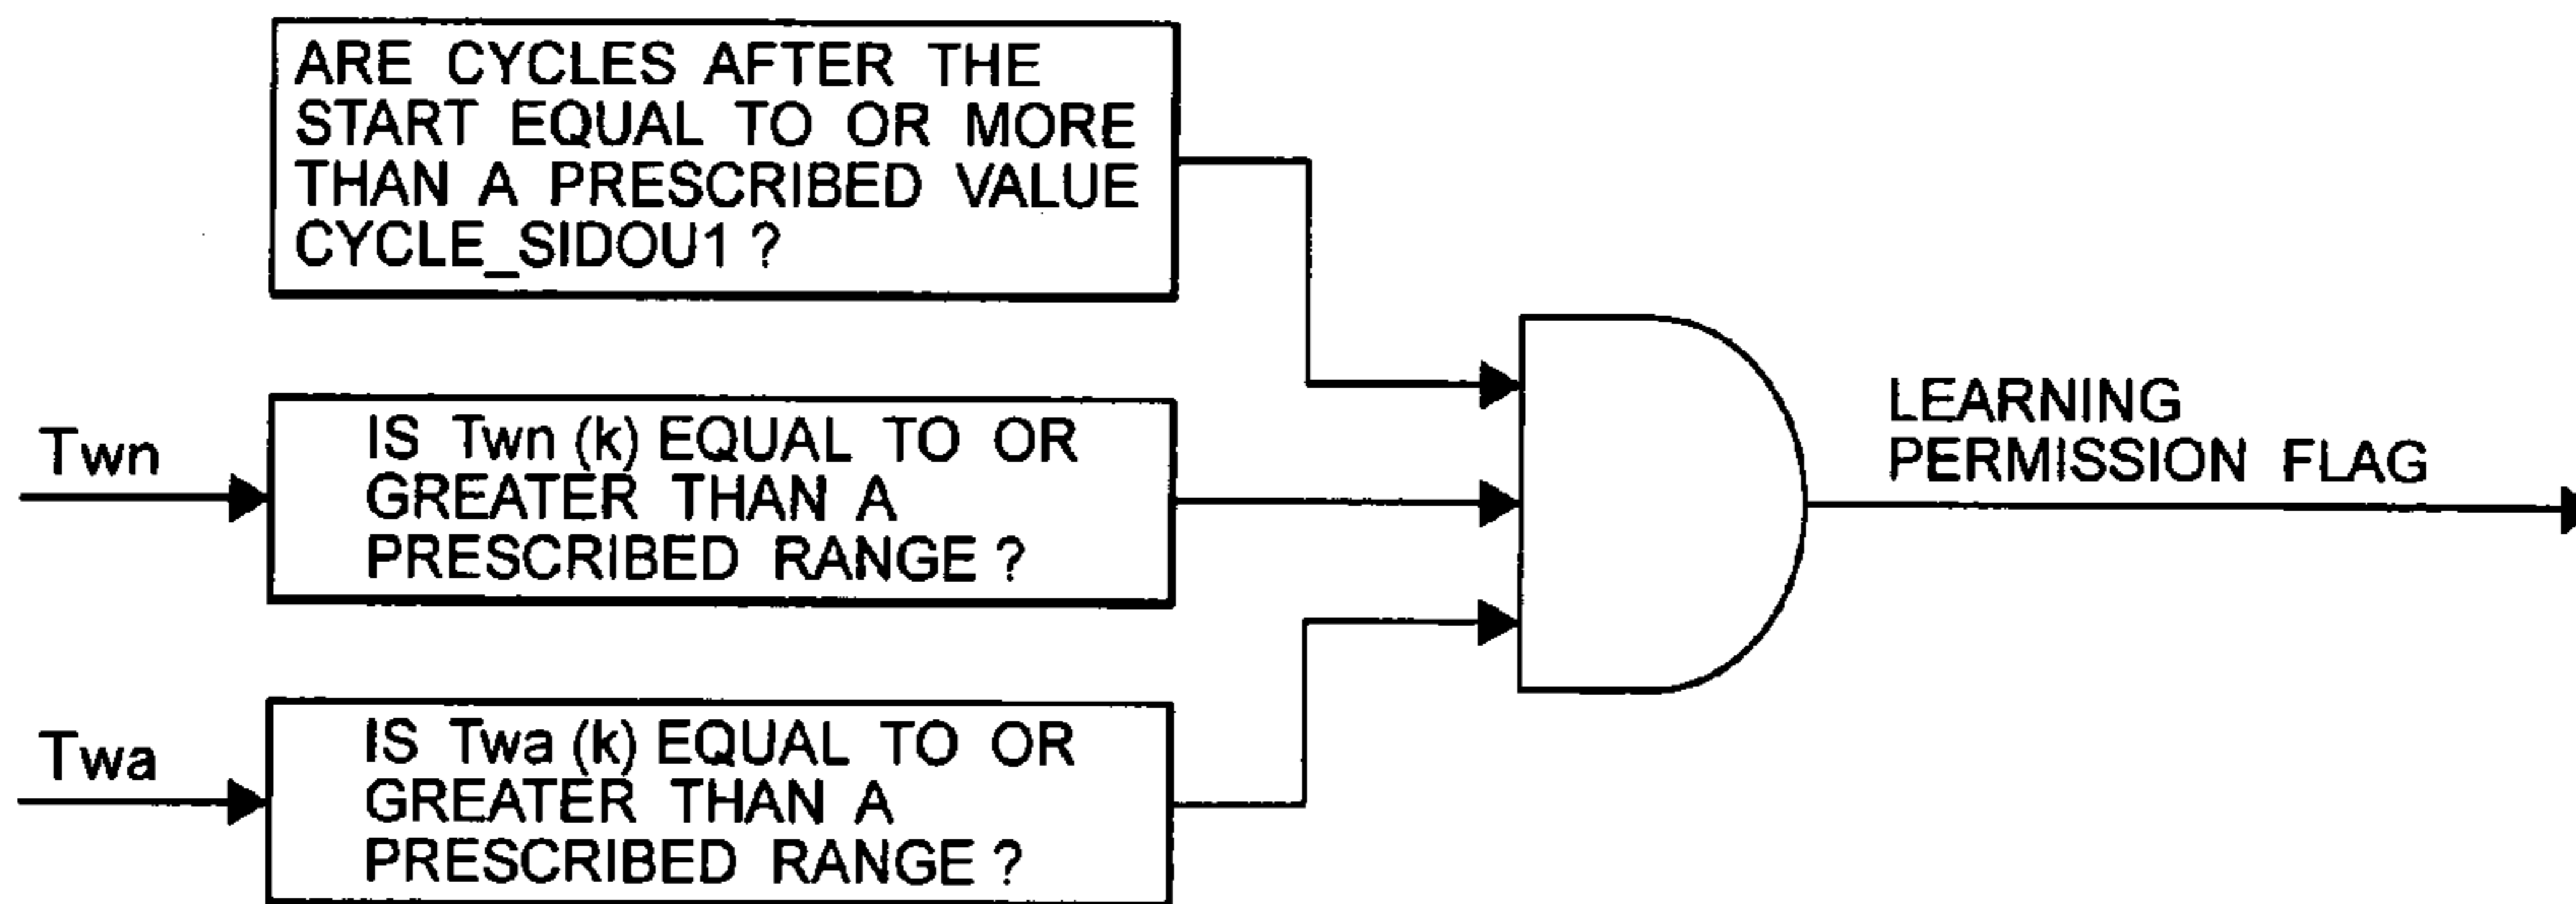 ARE CYCLES AFTER THE
START EQUAL TO OR MORE
THAN A PRESCRIBED VALUE
CYCLE_SIDOU1 ?
Twn
IS Twn (k) EQUAL TO OR
GREATER THAN A
PRESCRIBED RANGE ?
Twa
IS Twa (k) EQUAL TO OR
GREATER THAN A
PRESCRIBED RANGE ?
LEARNING
PERMISSION FLAG